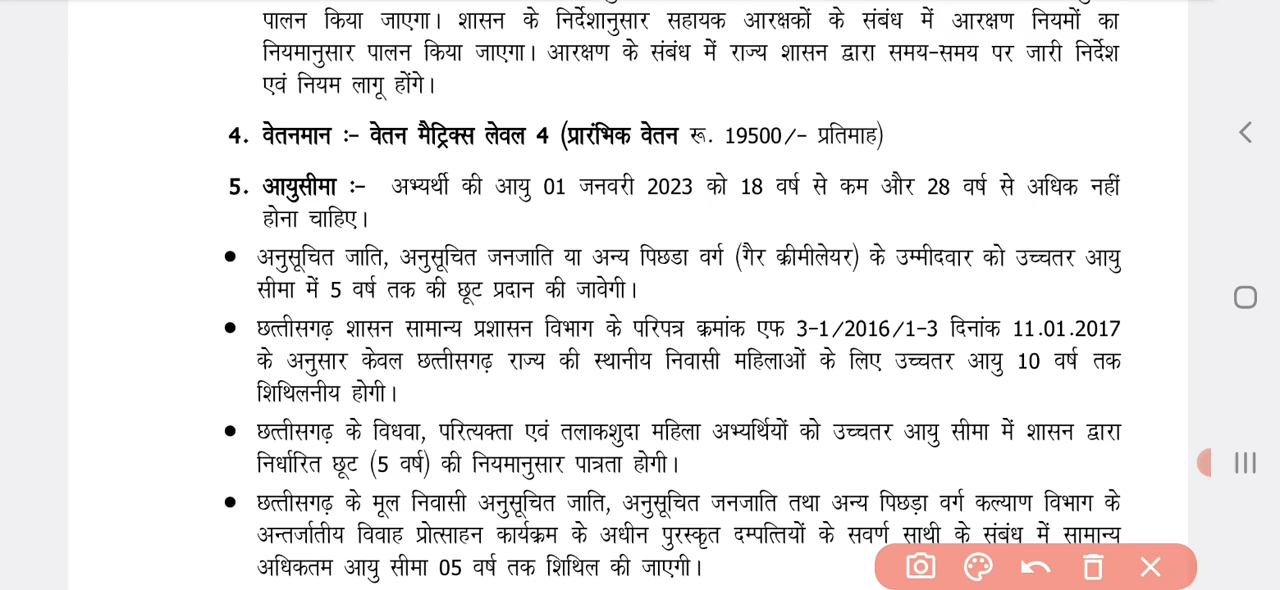 पालन किया जाएगा। शासन के निर्देशानुसार सहायक आरक्षकों के संबंध में आरक्षण नियमों का
नियमानुसार पालन किया जाएगा। आरक्षण के संबंध में राज्य शासन द्वारा समय-समय पर जारी निर्देश
एवं नियम लागू होंगे।
4. वेतनमान :- वेतन मैट्रिक्स लेवल 4 (प्रारंभिक वेतन रू. 19500/- प्रतिमाह)
5. आयुसीमा :- अभ्यर्थी की आयु 01 जनवरी 2023 को 18 वर्ष से कम और 28 वर्ष से अधिक नहीं
होना चाहिए।
● अनुसूचित जाति, अनुसूचित जनजाति या अन्य पिछडा वर्ग (गैर क्रीमीलेयर) के उम्मीदवार को उच्चतर आयु
सीमा में 5 वर्ष तक की छूट प्रदान की जावेगी।
● छत्तीसगढ़ शासन सामान्य प्रशासन विभाग के परिपत्र क्रमांक एफ 3-1/2016/1-3 दिनांक 11.01.2017
के अनुसार केवल छत्तीसगढ़ राज्य की स्थानीय निवासी महिलाओं के लिए उच्चतर आयु 10 वर्ष तक
शिथिलनीय होगी।
● छत्तीसगढ़ के विधवा, परित्यक्ता एवं तलाकशुदा महिला अभ्यर्थियों को उच्चतर आयु सीमा में शासन द्वारा
निर्धारित छूट (5 वर्ष) की नियमानुसार पात्रता होगी।
● छत्तीसगढ़ के मूल निवासी अनुसूचित जाति, अनुसूचित जनजाति तथा अन्य पिछड़ा वर्ग कल्याण विभाग के
अन्तर्जातीय विवाह प्रोत्साहन कार्यक्रम के अधीन पुरस्कृत दम्पत्तियों के सवर्ण साथी के संबंध में सामान्य
अधिकतम आयु सीमा 05 वर्ष तक शिथिल की जाएगी।